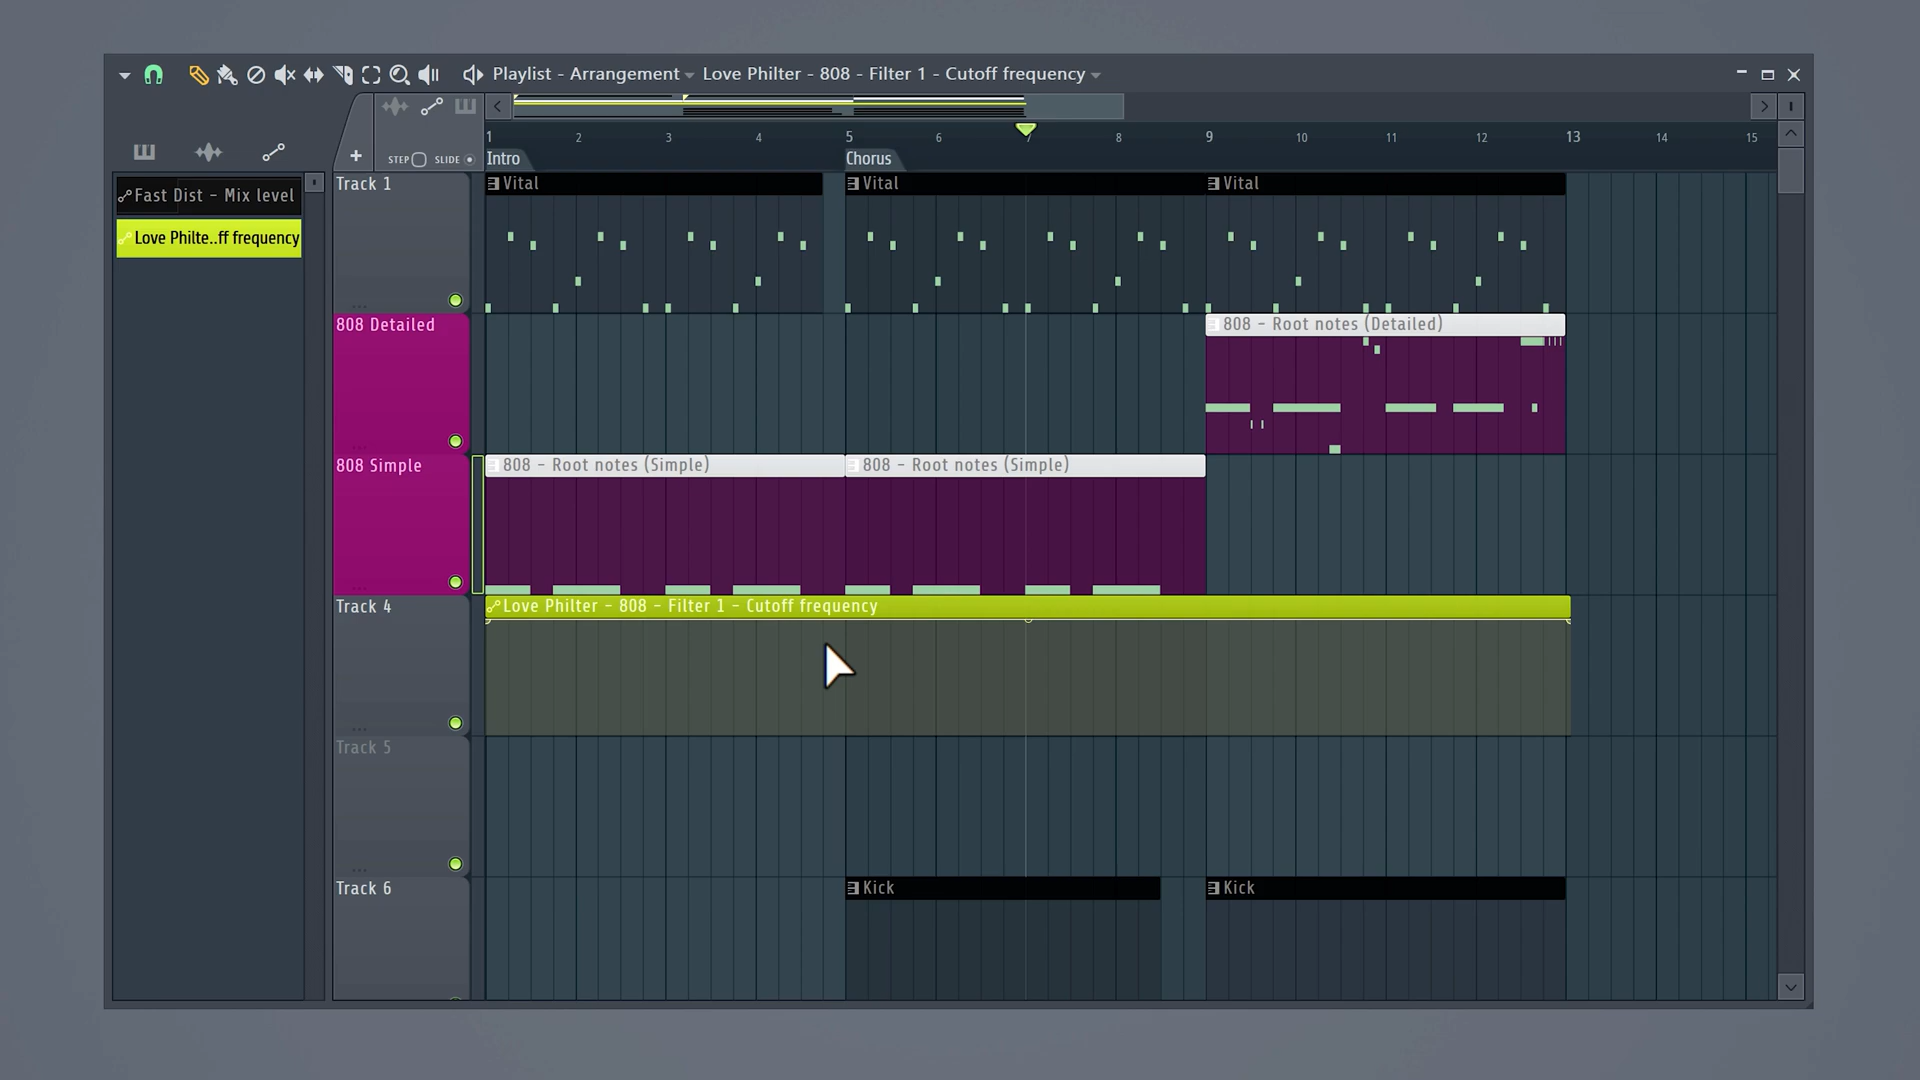 Playlist - Arrangement Love Philter - 808 - Filter 1 - Cutoff frequency
STEP SLIDE
1 2 3 4 5 6 7 8 9 10 11 12 13 14 15
Intro Chorus
Fast Dist - Mix level
Love Philte..ff frequency
Track 1
Vital Vital Vital
808 Detailed
808 - Root notes (Detailed)
808 Simple
808 - Root notes (Simple) 808 - Root notes (Simple)
Track 4
Love Philter - 808 - Filter 1 - Cutoff frequency
Track 5
Track 6
Kick Kick